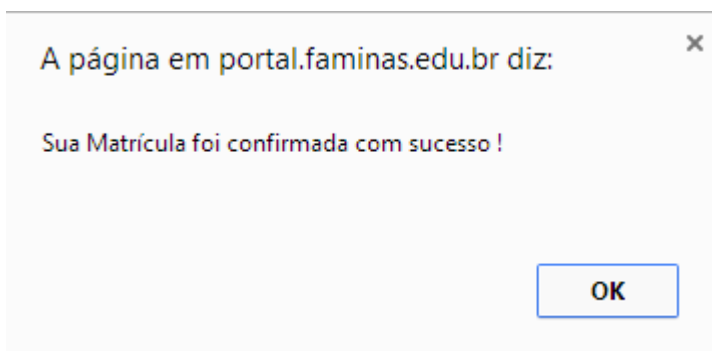 A página em portal.faminas.edu.br diz:
Sua Matrícula foi confirmada com sucesso !
OK